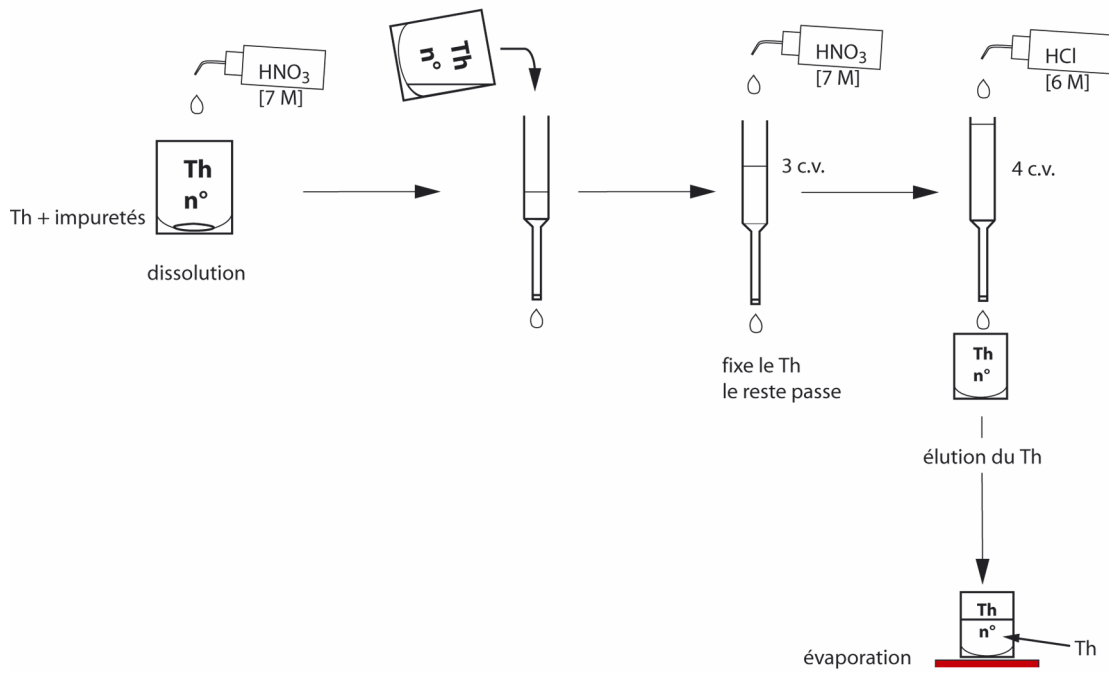 HNO₃
[7 M]
Th
n°
Th + impuretés
dissolution
Th
n°
HNO₃
[7 M]
3 c.v.
fixe le Th
le reste passe
HCl
[6 M]
4 c.v.
Th
n°
élution du Th
Th
n°
Th
évaporation